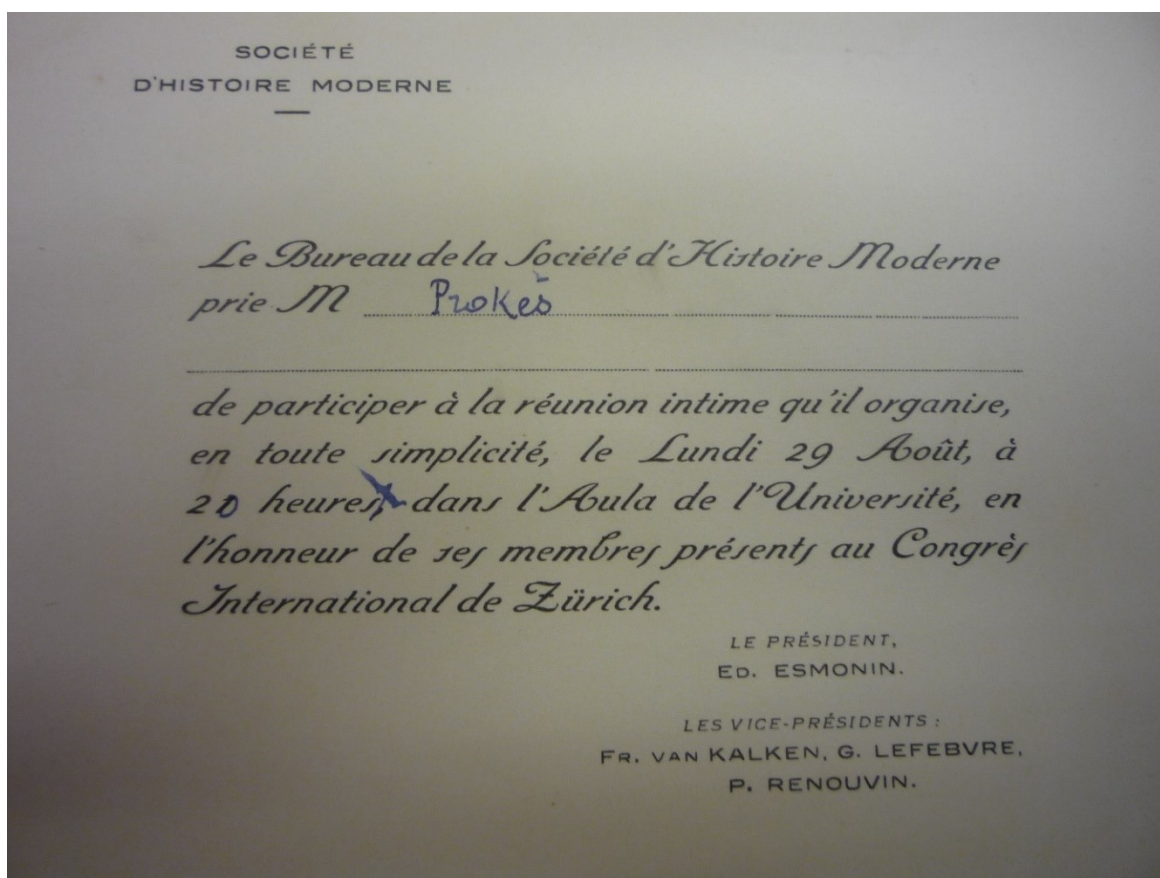 SOCIÉTÉ
D'HISTOIRE MODERNE
Le Bureau de la Société d'Histoire Moderne
prie M Prokeš
de participer à la réunion intime qu'il organise,
en toute simplicité, le Lundi 29 Août, à
20 heures, dans l'Aula de l'Université, en
l'honneur de ses membres présents au Congrès
International de Zürich.
LE PRÉSIDENT,
ED. ESMONIN.
LES VICE-PRÉSIDENTS :
FR. VAN KALKEN, G. LEFEBVRE,
P. RENOUVIN.